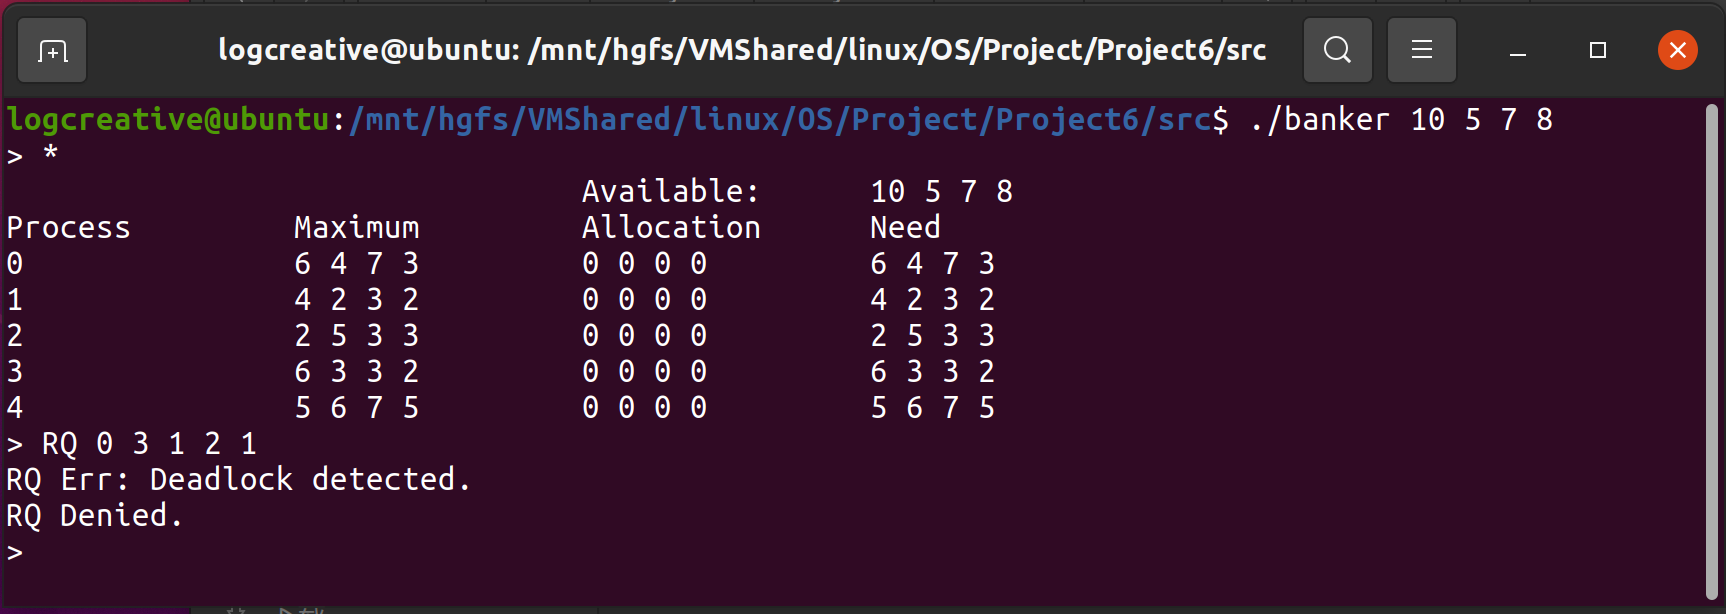 logcreative@ubuntu: /mnt/hgfs/VMShared/linux/OS/Project/Project6/src
logcreative@ubuntu:/mnt/hgfs/VMShared/linux/OS/Project/Project6/src$ ./banker 10 5 7 8
> *
Available: 10 5 7 8
Process Maximum Allocation Need
0 6 4 7 3 0 0 0 0 6 4 7 3
1 4 2 3 2 0 0 0 0 4 2 3 2
2 2 5 3 3 0 0 0 0 2 5 3 3
3 6 3 3 2 0 0 0 0 6 3 3 2
4 5 6 7 5 0 0 0 0 5 6 7 5
> RQ 0 3 1 2 1
RQ Err: Deadlock detected.
RQ Denied.
>